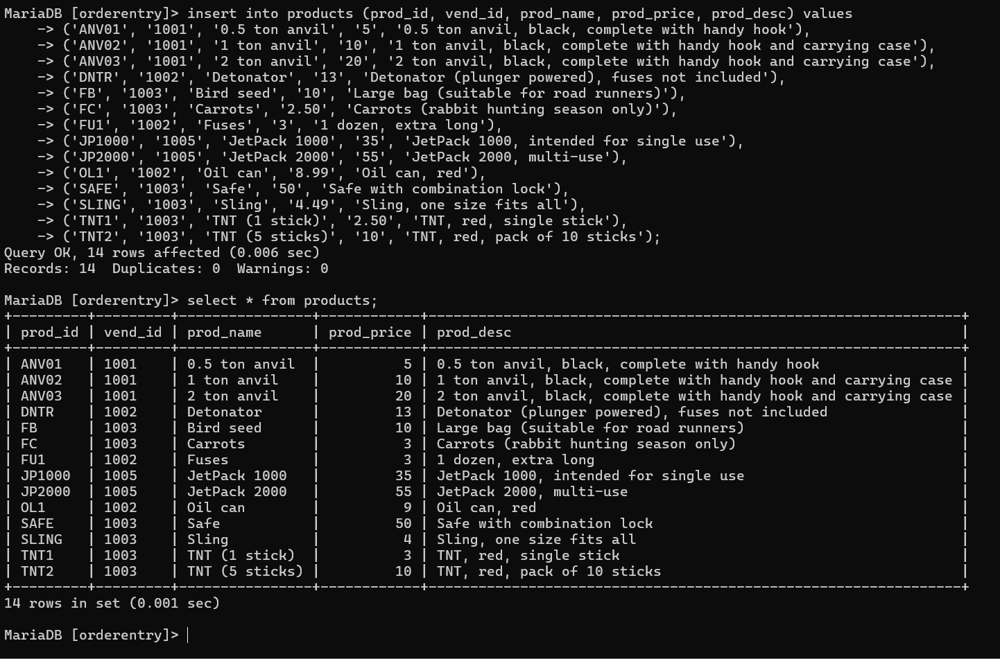 MariaDB [orderentry]> insert into products (prod_id, vend_id, prod_name, prod_price, prod_desc) values
    -> ('ANV01', '1001', '0.5 ton anvil', '5', '0.5 ton anvil, black, complete with handy hook'),
    -> ('ANV02', '1001', '1 ton anvil', '10', '1 ton anvil, black, complete with handy hook and carrying case'),
    -> ('ANV03', '1001', '2 ton anvil', '20', '2 ton anvil, black, complete with handy hook and carrying case'),
    -> ('DNTR', '1002', 'Detonator', '13', 'Detonator (plunger powered), fuses not included'),
    -> ('FB', '1003', 'Bird seed', '10', 'Large bag (suitable for road runners)'),
    -> ('FC', '1003', 'Carrots', '2.50', 'Carrots (rabbit hunting season only)'),
    -> ('FU1', '1002', 'Fuses', '3', '1 dozen, extra long'),
    -> ('JP1000', '1005', 'JetPack 1000', '35', 'JetPack 1000, intended for single use'),
    -> ('JP2000', '1005', 'JetPack 2000', '55', 'JetPack 2000, multi-use'),
    -> ('OL1', '1002', 'Oil can', '8.99', 'Oil can, red'),
    -> ('SAFE', '1003', 'Safe', '50', 'Safe with combination lock'),
    -> ('SLING', '1003', 'Sling', '4.49', 'Sling, one size fits all'),
    -> ('TNT1', '1003', 'TNT (1 stick)', '2.50', 'TNT, red, single stick'),
    -> ('TNT2', '1003', 'TNT (5 sticks)', '10', 'TNT, red, pack of 10 sticks');
Query OK, 14 rows affected (0.006 sec)
Records: 14  Duplicates: 0  Warnings: 0

MariaDB [orderentry]> select * from products;
+---------+---------+----------------+------------+----------------------------------------------------------------+
| prod_id | vend_id | prod_name      | prod_price | prod_desc                                                      |
+---------+---------+----------------+------------+----------------------------------------------------------------+
| ANV01   | 1001    | 0.5 ton anvil  |          5 | 0.5 ton anvil, black, complete with handy hook                 |
| ANV02   | 1001    | 1 ton anvil    |         10 | 1 ton anvil, black, complete with handy hook and carrying case |
| ANV03   | 1001    | 2 ton anvil    |         20 | 2 ton anvil, black, complete with handy hook and carrying case |
| DNTR    | 1002    | Detonator      |         13 | Detonator (plunger powered), fuses not included                |
| FB      | 1003    | Bird seed      |         10 | Large bag (suitable for road runners)                          |
| FC      | 1003    | Carrots        |          3 | Carrots (rabbit hunting season only)                           |
| FU1     | 1002    | Fuses          |          3 | 1 dozen, extra long                                            |
| JP1000  | 1005    | JetPack 1000   |         35 | JetPack 1000, intended for single use                          |
| JP2000  | 1005    | JetPack 2000   |         55 | JetPack 2000, multi-use                                        |
| OL1     | 1002    | Oil can        |          9 | Oil can, red                                                   |
| SAFE    | 1003    | Safe           |         50 | Safe with combination lock                                     |
| SLING   | 1003    | Sling          |          4 | Sling, one size fits all                                       |
| TNT1    | 1003    | TNT (1 stick)  |          3 | TNT, red, single stick                                         |
| TNT2    | 1003    | TNT (5 sticks) |         10 | TNT, red, pack of 10 sticks                                    |
+---------+---------+----------------+------------+----------------------------------------------------------------+
14 rows in set (0.001 sec)

MariaDB [orderentry]>